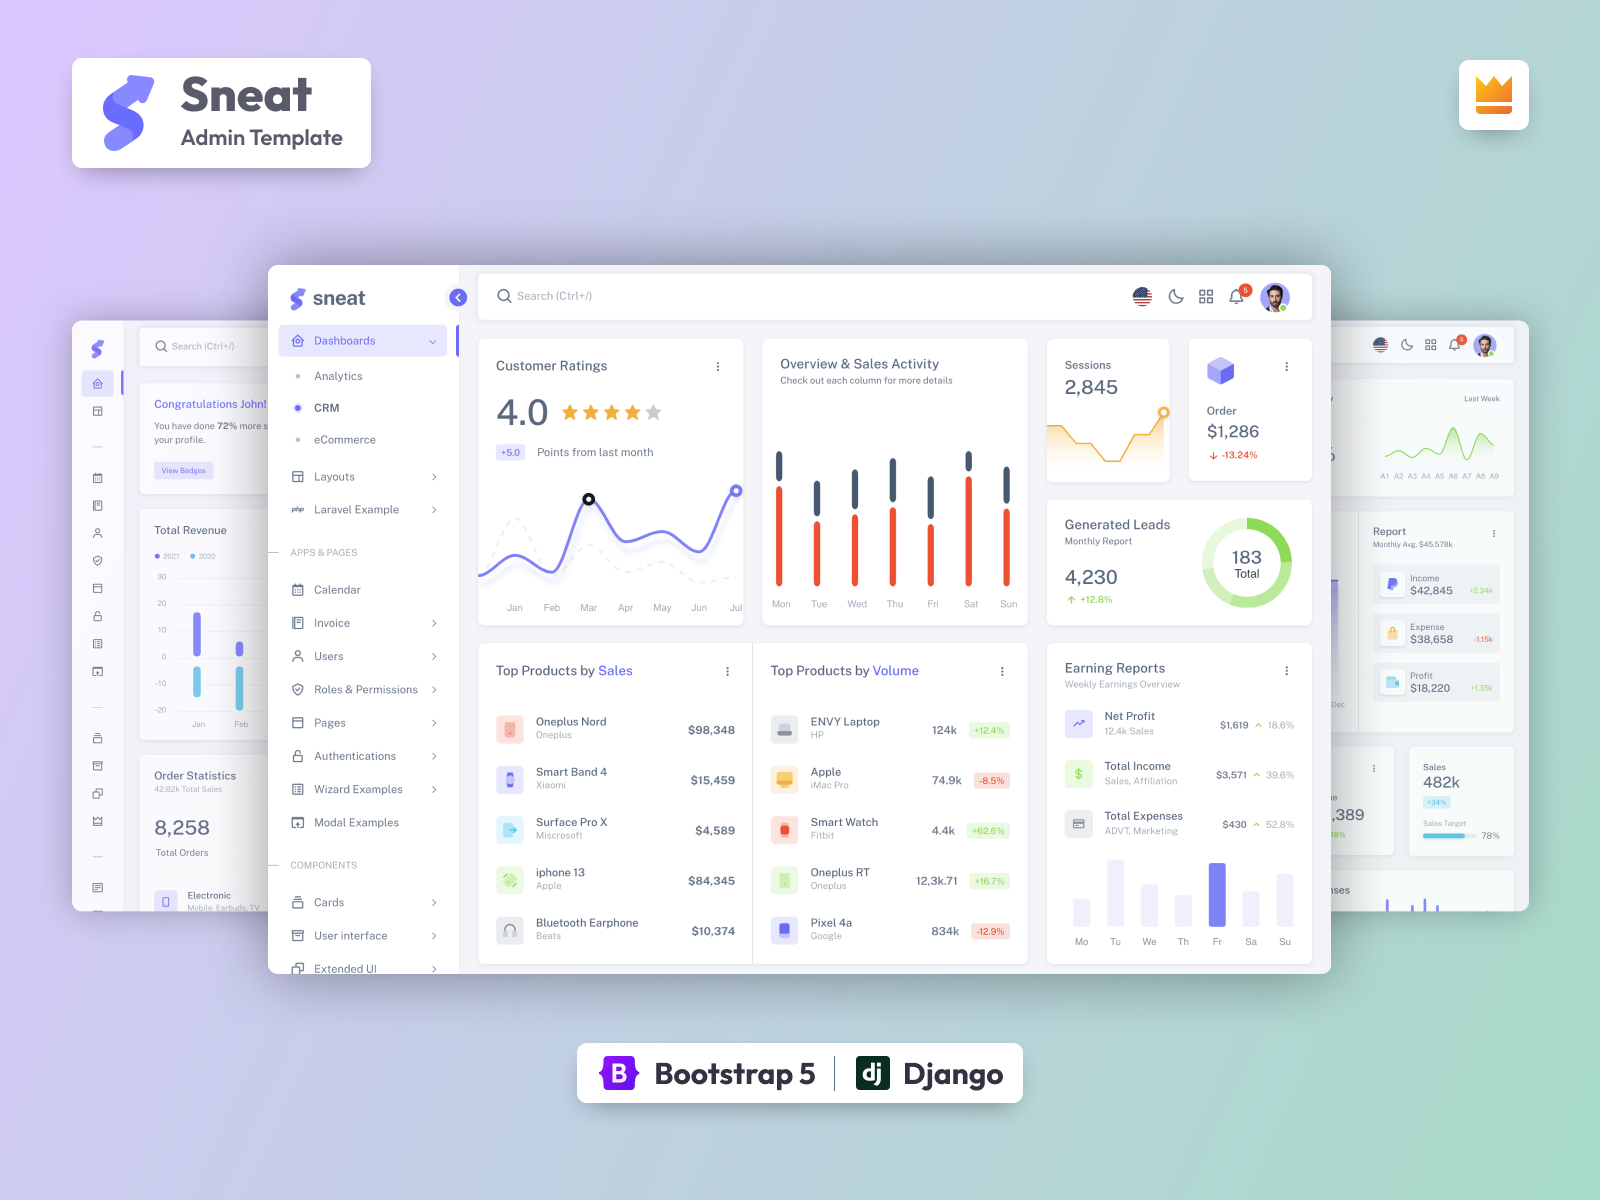 Sneat
Admin Template
sneat
Dashboards
Analytics
CRM
eCommerce
Layouts
php
Laravel Example
APPS & PAGES
Calendar
Invoice
Users
Roles & Permissions
Pages
Authentications
Wizard Examples
Modal Examples
COMPONENTS
Cards
User interface
Extended UI
Search (Ctrl+/)
5
Customer Ratings
4.0
+5.0 Points from last month
Jan Feb Mar Apr May Jun Jul
Overview & Sales Activity
Check out each column for more details
Mon Tue Wed Thu Fri Sat Sun
Sessions
2,845
Order
$1,286
-13.24%
Generated Leads
Monthly Report
4,230
+12.8%
183
Total
Top Products by Sales
Oneplus Nord
Oneplus
$98,348
Smart Band 4
Xiaomi
$15,459
Surface Pro X
Miscrosoft
$4,589
iphone 13
Apple
$84,345
Bluetooth Earphone
Beats
$10,374
Top Products by Volume
ENVY Laptop
HP
124k +12.4%
Apple
iMac Pro
74.9k -8.5%
Smart Watch
Fitbit
4.4k +62.6%
Oneplus RT
Oneplus
12,3k.71 +16.7%
Pixel 4a
Google
834k -12.9%
Earning Reports
Weekly Earnings Overview
Net Profit
12.4k Sales
$1,619 18.6%
Total Income
Sales, Affiliation
$3,571 39.6%
Total Expenses
ADVT, Marketing
$430 52.8%
Mo Tu We Th Fr Sa Su
Search (Ctrl+/)
Congratulations John!
You have done 72% more s
your profile.
View Badges
Total Revenue
2021 2020
30
20
10
0
-10
-20
Jan Feb
Order Statistics
42.82k Total Sales
8,258
Total Orders
Electronic
Mobile, Earbuds, TV
5
Last Week
A1 A2 A3 A4 A5 A6 A7 A8 A9
Report
Monthly Avg. $45.578k
Income
$42,845
+2.34k
Expense
$38,658
-1.15k
Profit
$18,220
+1.35k
Dec
,389
18%
Sales
482k
+34%
Sales Target
78%
nses
B Bootstrap 5
dj Django